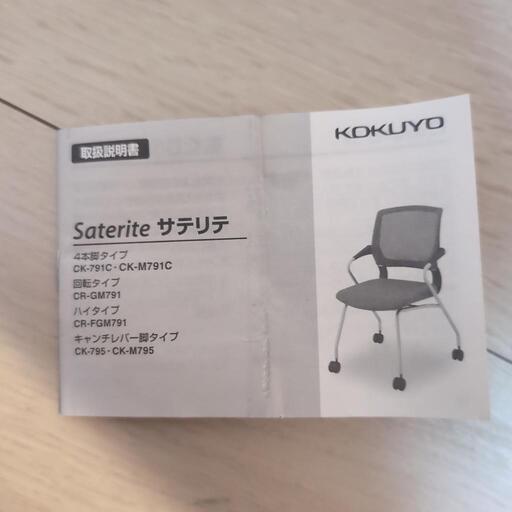 取扱説明書
KOKUYO
Saterite サテリテ
4本脚タイプ
CK-791C・CK-M791C
回転タイプ
CR-GM791
ハイタイプ
CR-FGM791
キャンチレバー脚タイプ
CK-795・CK-M795